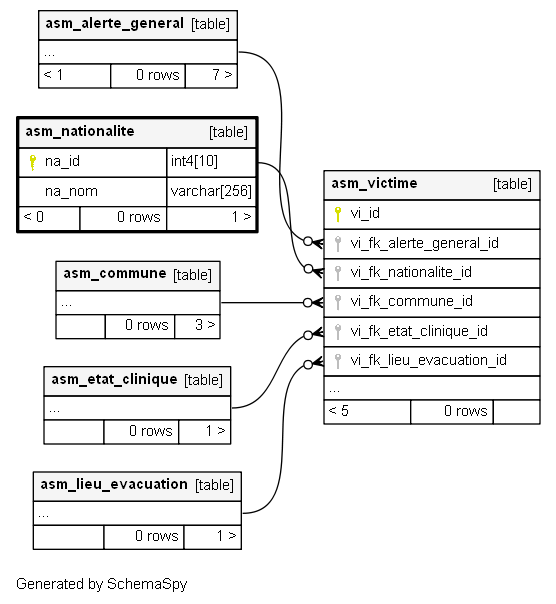 asm_alerte_general [table]
...
< 1 0 rows 7 >
asm_nationalite [table]
na_id int4[10]
na_nom varchar[256]
< 0 0 rows 1 >
asm_commune [table]
...
0 rows 3 >
asm_etat_clinique [table]
...
0 rows 1 >
asm_lieu_evacuation [table]
...
0 rows 1 >
asm_victime [table]
vi_id
vi_fk_alerte_general_id
vi_fk_nationalite_id
vi_fk_commune_id
vi_fk_etat_clinique_id
vi_fk_lieu_evacuation_id
...
< 5 0 rows
Generated by SchemaSpy